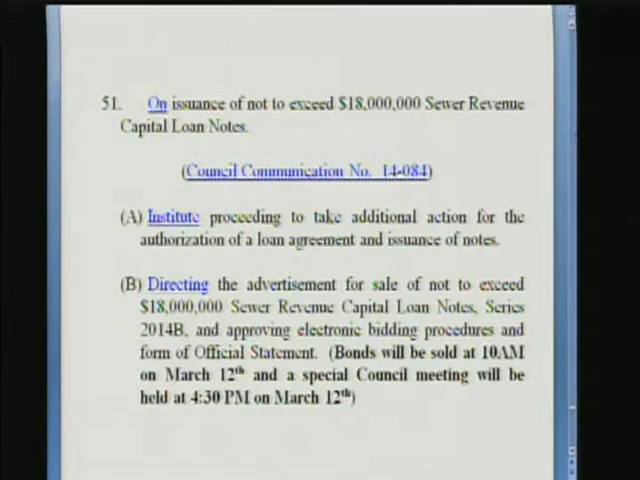 51. On issuance of not to exceed $18,000,000 Sewer Revenue
Capital Loan Notes.
(Council Communication No. 14-084)
(A) Institute proceeding to take additional action for the
authorization of a loan agreement and issuance of notes.
(B) Directing the advertisement for sale of not to exceed
$18,000,000 Sewer Revenue Capital Loan Notes, Series
2014B, and approving electronic bidding procedures and
form of Official Statement. (Bonds will be sold at 10AM
on March 12th and a special Council meeting will be
held at 4:30 PM on March 12th)